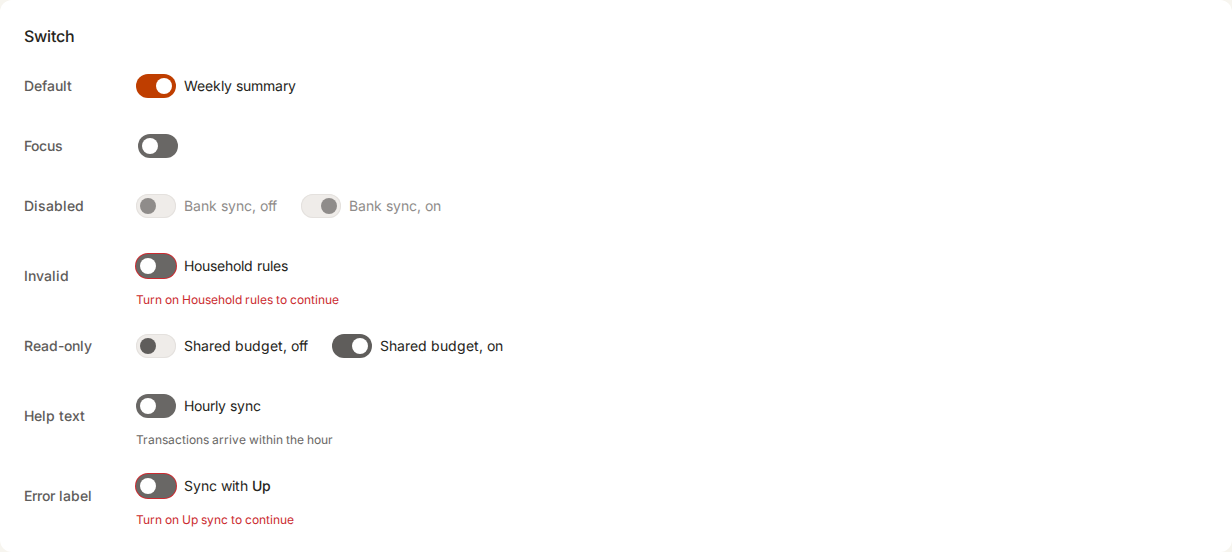 Switch
Default Weekly summary
Focus
Disabled Bank sync, off Bank sync, on
Invalid Household rules
Turn on Household rules to continue
Read-only Shared budget, off Shared budget, on
Help text Hourly sync
Transactions arrive within the hour
Error label Sync with Up
Turn on Up sync to continue